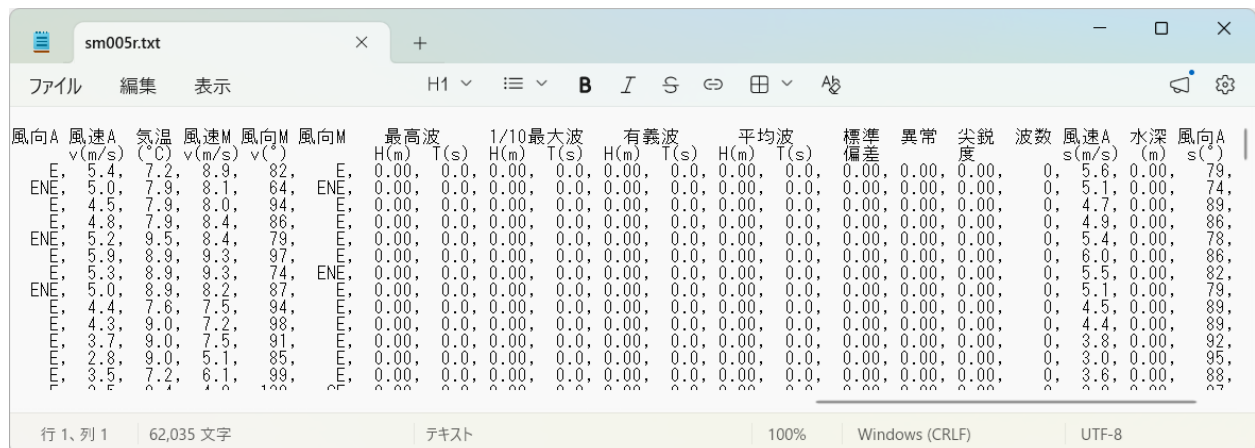 sm005r.txt
ファイル 編集 表示 H1 B I S
風向A 風速A 気温 風速M 風向M 風向M 最高波 1/10最大波 有義波 平均波 標準 異常 尖鋭 波数 風速A 水深 風向A
v(m/s) (°C) v(m/s) v(°) H(m) T(s) H(m) T(s) H(m) T(s) H(m) T(s) 偏差 度 s(m/s) (m) s(°)
E, 5.4, 7.2, 8.9, 82, E, 0.00, 0.0, 0.00, 0.0, 0.00, 0.0, 0.00, 0.0, 0.00, 0.00, 0.00, 0, 5.6, 0.00, 79,
ENE, 5.0, 7.9, 8.1, 64, ENE, 0.00, 0.0, 0.00, 0.0, 0.00, 0.0, 0.00, 0.0, 0.00, 0.00, 0.00, 0, 5.1, 0.00, 74,
E, 4.5, 7.9, 8.0, 94, E, 0.00, 0.0, 0.00, 0.0, 0.00, 0.0, 0.00, 0.0, 0.00, 0.00, 0.00, 0, 4.7, 0.00, 89,
E, 4.8, 7.9, 8.4, 86, E, 0.00, 0.0, 0.00, 0.0, 0.00, 0.0, 0.00, 0.0, 0.00, 0.00, 0.00, 0, 4.9, 0.00, 86,
ENE, 5.2, 9.5, 8.4, 79, E, 0.00, 0.0, 0.00, 0.0, 0.00, 0.0, 0.00, 0.0, 0.00, 0.00, 0.00, 0, 5.4, 0.00, 78,
E, 5.9, 8.9, 9.3, 97, E, 0.00, 0.0, 0.00, 0.0, 0.00, 0.0, 0.00, 0.0, 0.00, 0.00, 0.00, 0, 6.0, 0.00, 86,
E, 5.3, 8.9, 9.3, 74, ENE, 0.00, 0.0, 0.00, 0.0, 0.00, 0.0, 0.00, 0.0, 0.00, 0.00, 0.00, 0, 5.5, 0.00, 82,
ENE, 5.0, 8.9, 8.2, 87, E, 0.00, 0.0, 0.00, 0.0, 0.00, 0.0, 0.00, 0.0, 0.00, 0.00, 0.00, 0, 5.1, 0.00, 79,
E, 4.4, 7.6, 7.5, 94, E, 0.00, 0.0, 0.00, 0.0, 0.00, 0.0, 0.00, 0.0, 0.00, 0.00, 0.00, 0, 4.5, 0.00, 89,
E, 4.3, 9.0, 7.2, 98, E, 0.00, 0.0, 0.00, 0.0, 0.00, 0.0, 0.00, 0.0, 0.00, 0.00, 0.00, 0, 4.4, 0.00, 89,
E, 3.7, 9.0, 7.5, 91, E, 0.00, 0.0, 0.00, 0.0, 0.00, 0.0, 0.00, 0.0, 0.00, 0.00, 0.00, 0, 3.8, 0.00, 92,
E, 2.8, 9.0, 5.1, 85, E, 0.00, 0.0, 0.00, 0.0, 0.00, 0.0, 0.00, 0.0, 0.00, 0.00, 0.00, 0, 3.0, 0.00, 95,
E, 3.5, 7.2, 6.1, 99, E, 0.00, 0.0, 0.00, 0.0, 0.00, 0.0, 0.00, 0.0, 0.00, 0.00, 0.00, 0, 3.6, 0.00, 88,
行 1、列 1 62,035 文字 テキスト 100% Windows (CRLF) UTF-8